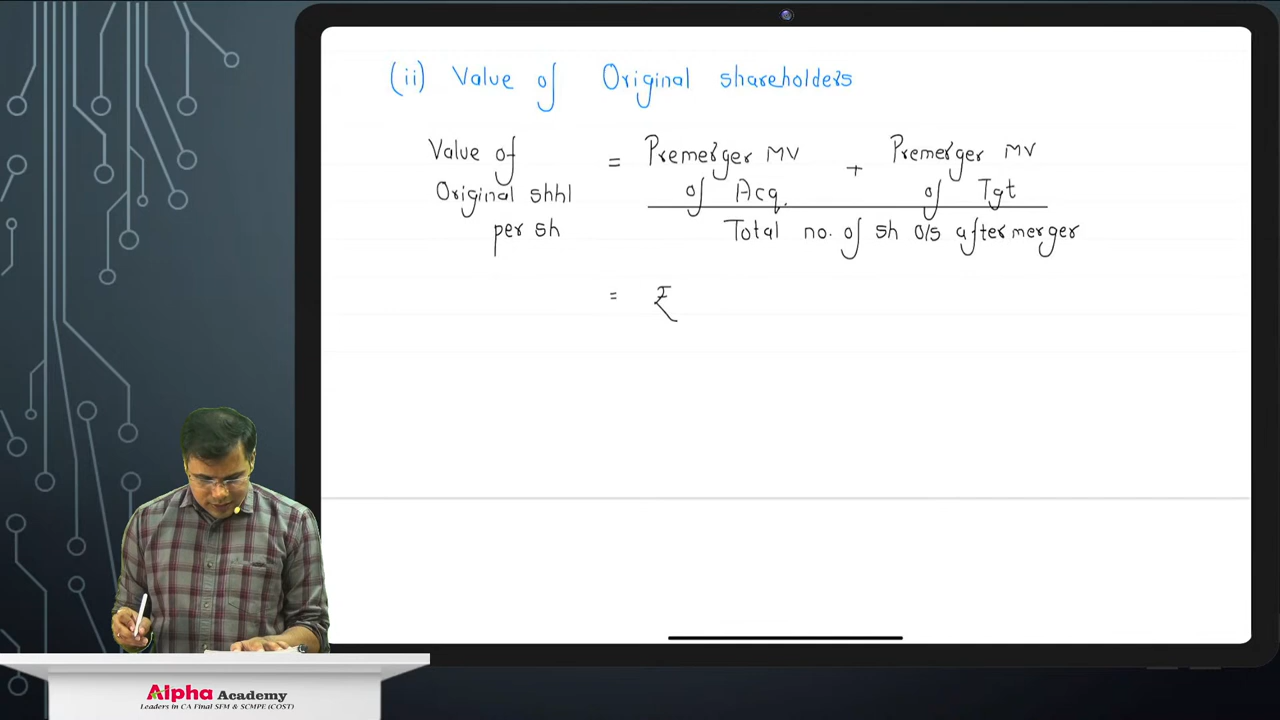 (ii) Value of Original shareholders
Value of Original shhl per sh = Premerger MV of Acq. + Premerger MV of Tgt
Total no. of sh o/s after merger
= ₹
Alpha Academy
Leaders in CA Final SFM & SCMPE (COST)